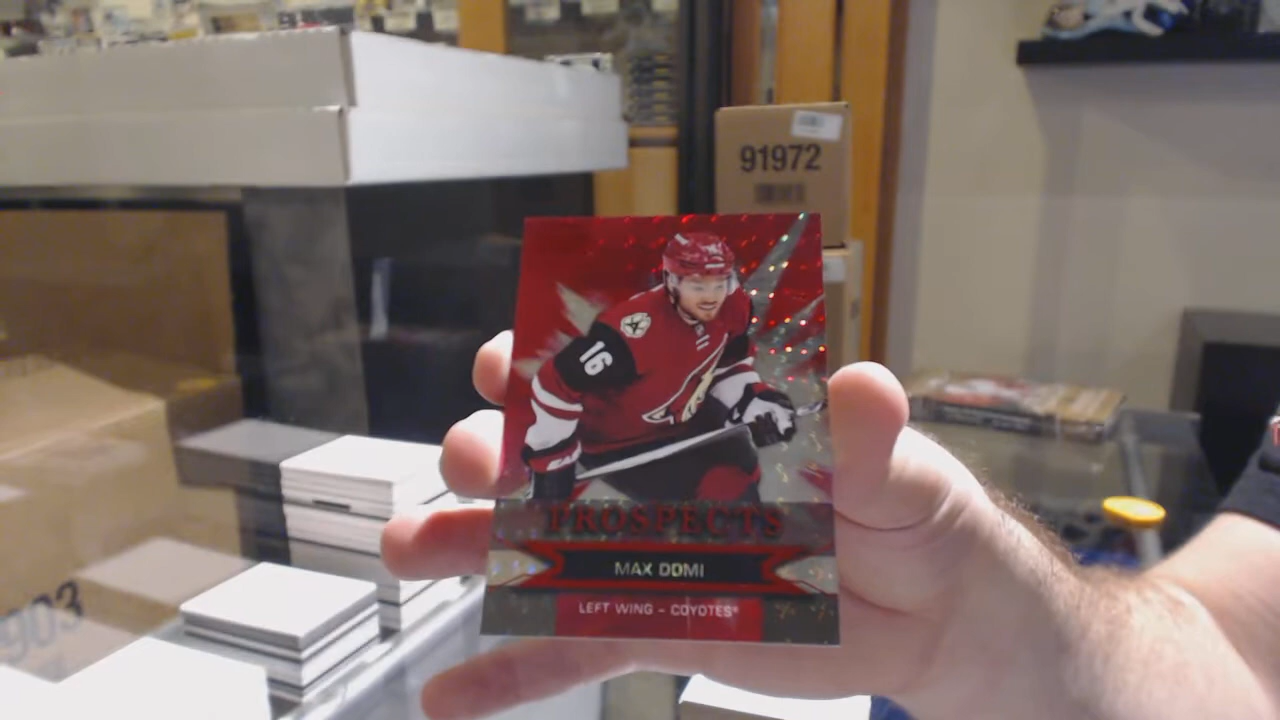 91972
16
PROSPECTS
MAX DOMI
LEFT WING - COYOTES
903